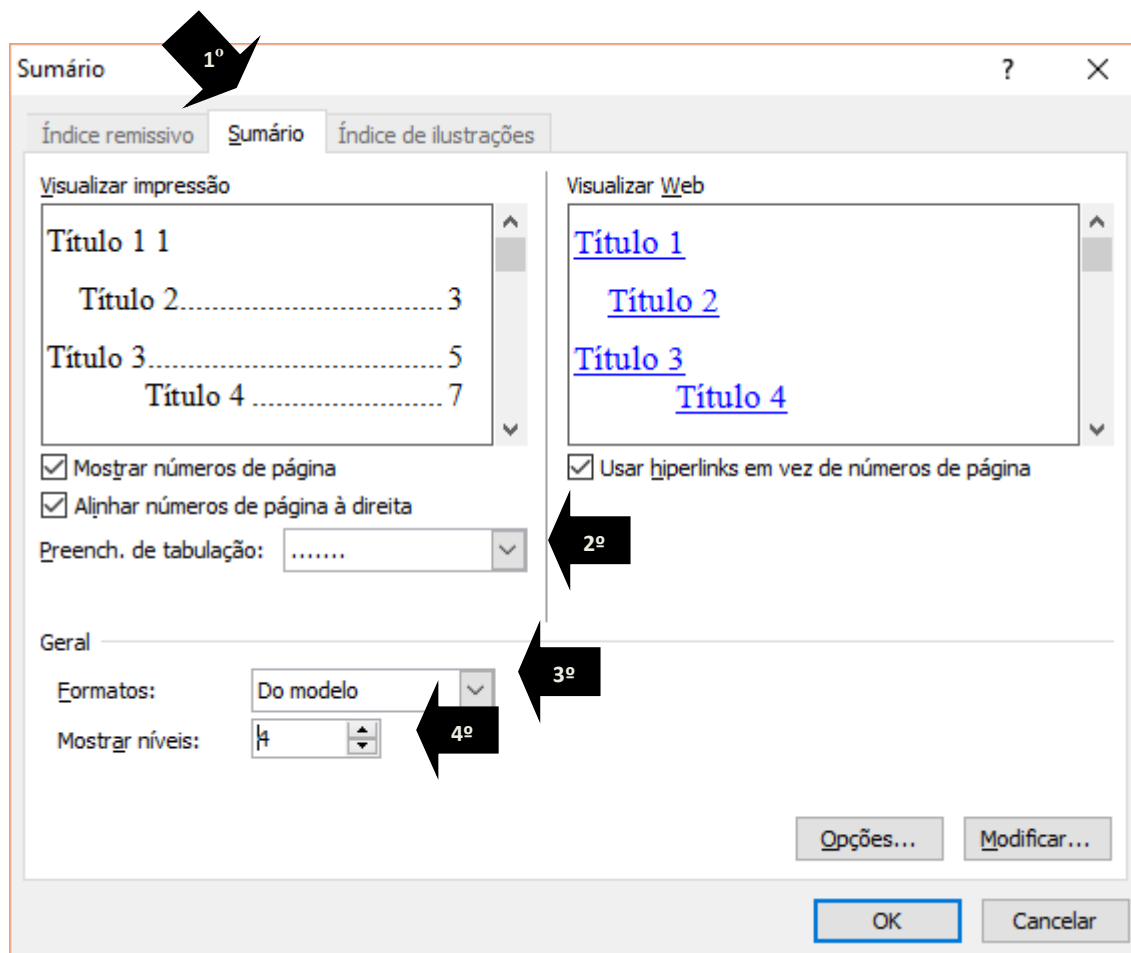 1º
Sumário ?
Índice remissivo Sumário Índice de ilustrações
Visualizar impressão
Título 1 1
Título 2.................................... 3
Título 3........................................ 5
Título 4 ......................... 7
Mostrar números de página
Alinhar números de página à direita
Preench. de tabulação: .......
Visualizar Web
Título 1
Título 2
Título 3
Título 4
Usar hiperlinks em vez de números de página
2º
Geral
3º
Formatos: Do modelo
Mostrar níveis: 4
4º
Opções... Modificar...
OK Cancelar